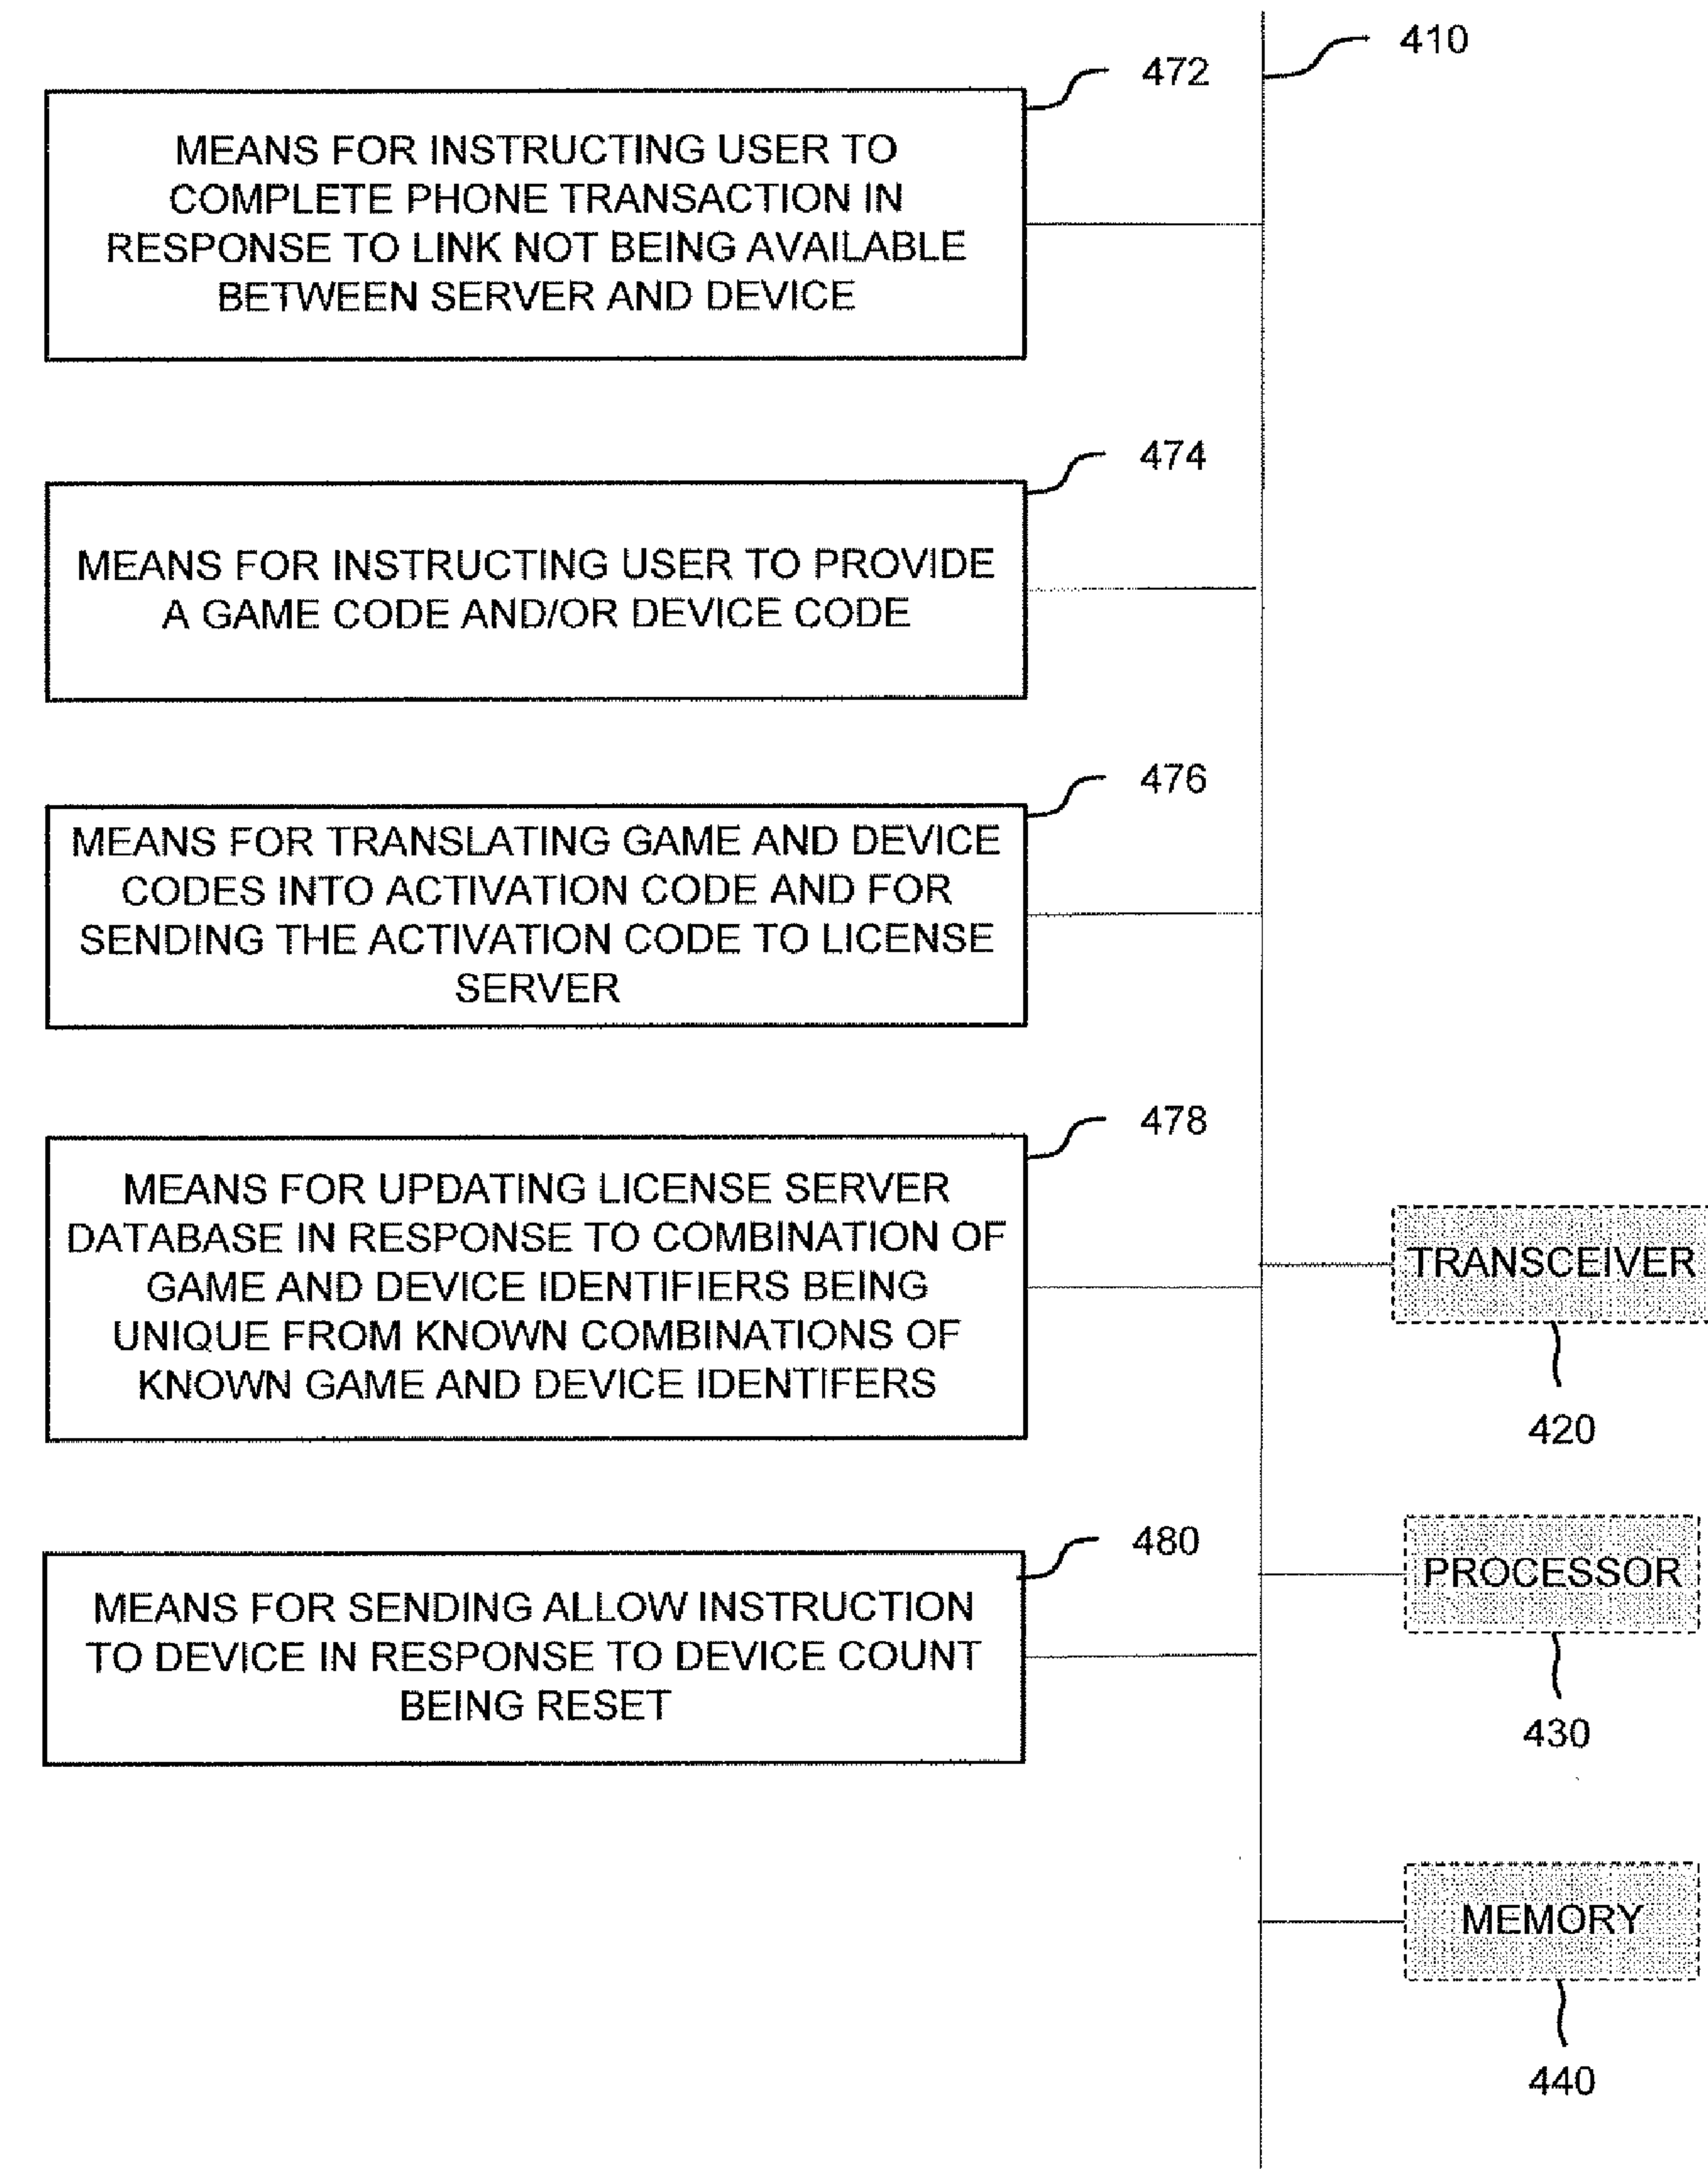 410
472
MEANS FOR INSTRUCTING USER TO
COMPLETE PHONE TRANSACTION IN
RESPONSE TO LINK NOT BEING AVAILABLE
BETWEEN SERVER AND DEVICE
474
MEANS FOR INSTRUCTING USER TO PROVIDE
A GAME CODE AND/OR DEVICE CODE
476
MEANS FOR TRANSLATING GAME AND DEVICE
CODES INTO ACTIVATION CODE AND FOR
SENDING THE ACTIVATION CODE TO LICENSE
SERVER
478
MEANS FOR UPDATING LICENSE SERVER
DATABASE IN RESPONSE TO COMBINATION OF
GAME AND DEVICE IDENTIFIERS BEING
UNIQUE FROM KNOWN COMBINATIONS OF
KNOWN GAME AND DEVICE IDENTIFERS
TRANSCEIVER
420
480
MEANS FOR SENDING ALLOW INSTRUCTION
TO DEVICE IN RESPONSE TO DEVICE COUNT
BEING RESET
PROCESSOR
430
MEMORY
440